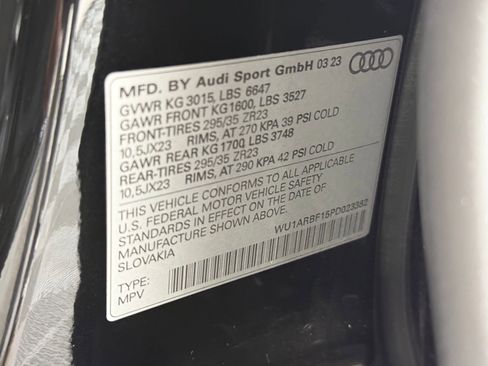 MFD. BY Audi Sport GmbH 03 23
GVWR KG 3015, LBS 6647
GAWR FRONT KG1600, LBS 3527
FRONT-TIRES 295/35 ZR23
10,5JX23 RIMS, AT 270 KPA 39 PSI COLD
GAWR REAR KG1700 LBS 3748
REAR-TIRES 295/35 ZR23
10,5JX23 RIMS, AT 290 KPA 42 PSI COLD
THIS VEHICLE CONFORMS TO ALL APPLICABLE
U.S. FEDERAL MOTOR VEHICLE SAFETY
STANDARDS IN EFFECT ON THE DATE OF
MANUFACTURE SHOWN ABOVE.
SLOVAKIA
WU1ARBF15PD023382
TYPE:
MPV